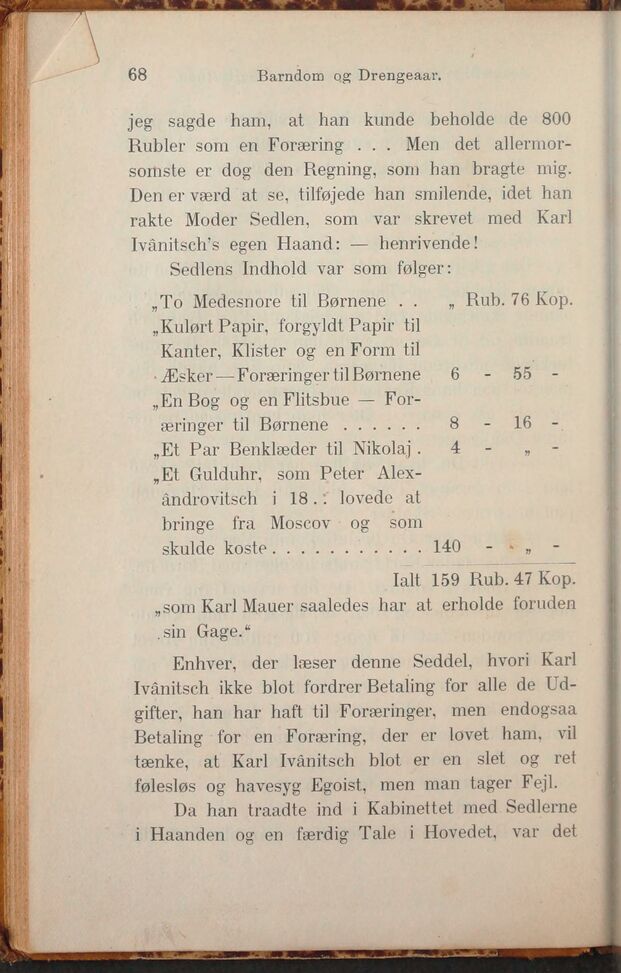 68 Barndom og Drengeaar.
jeg sagde ham, at han kunde beholde de 800
Rubler som en Foræring . . . Men det allermor-
somste er dog den Regning, som han bragte mig.
Den er værd at se, tilføjede han smilende, idet han
rakte Moder Sedlen, som var skrevet med Karl
Ivânitsch's egen Haand: — henrivende!
Sedlens Indhold var som følger:
„To Medesnore til Børnene . . „ Rub. 76 Kop.
„Kulørt Papir, forgyldt Papir til
Kanter, Klister og en Form til
Æsker — Foræringer til Børnene 6 - 55 -
„En Bog og en Flitsbue — For-
æringer til Børnene . . . . . . 8 - 16 -
„Et Par Benklæder til Nikolaj . 4 - „ -
„Et Gulduhr, som Peter Alex-
ândrovitsch i 18 . . lovede at
bringe fra Moscov og som
skulde koste . . . . . . . . . . . 140 - „ -
Ialt 159 Rub. 47 Kop.
„som Karl Mauer saaledes har at erholde foruden
sin Gage.“
Enhver, der læser denne Seddel, hvori Karl
Ivânitsch ikke blot fordrer Betaling for alle de Ud-
gifter, han har haft til Foræringer, men endogsaa
Betaling for en Foræring, der er lovet ham, vil
tænke, at Karl Ivânitsch blot er en slet og ret
følesløs og havesyg Egoist, men man tager Fejl.
Da han traadte ind i Kabinettet med Sedlerne
i Haanden og en færdig Tale i Hovedet, var det